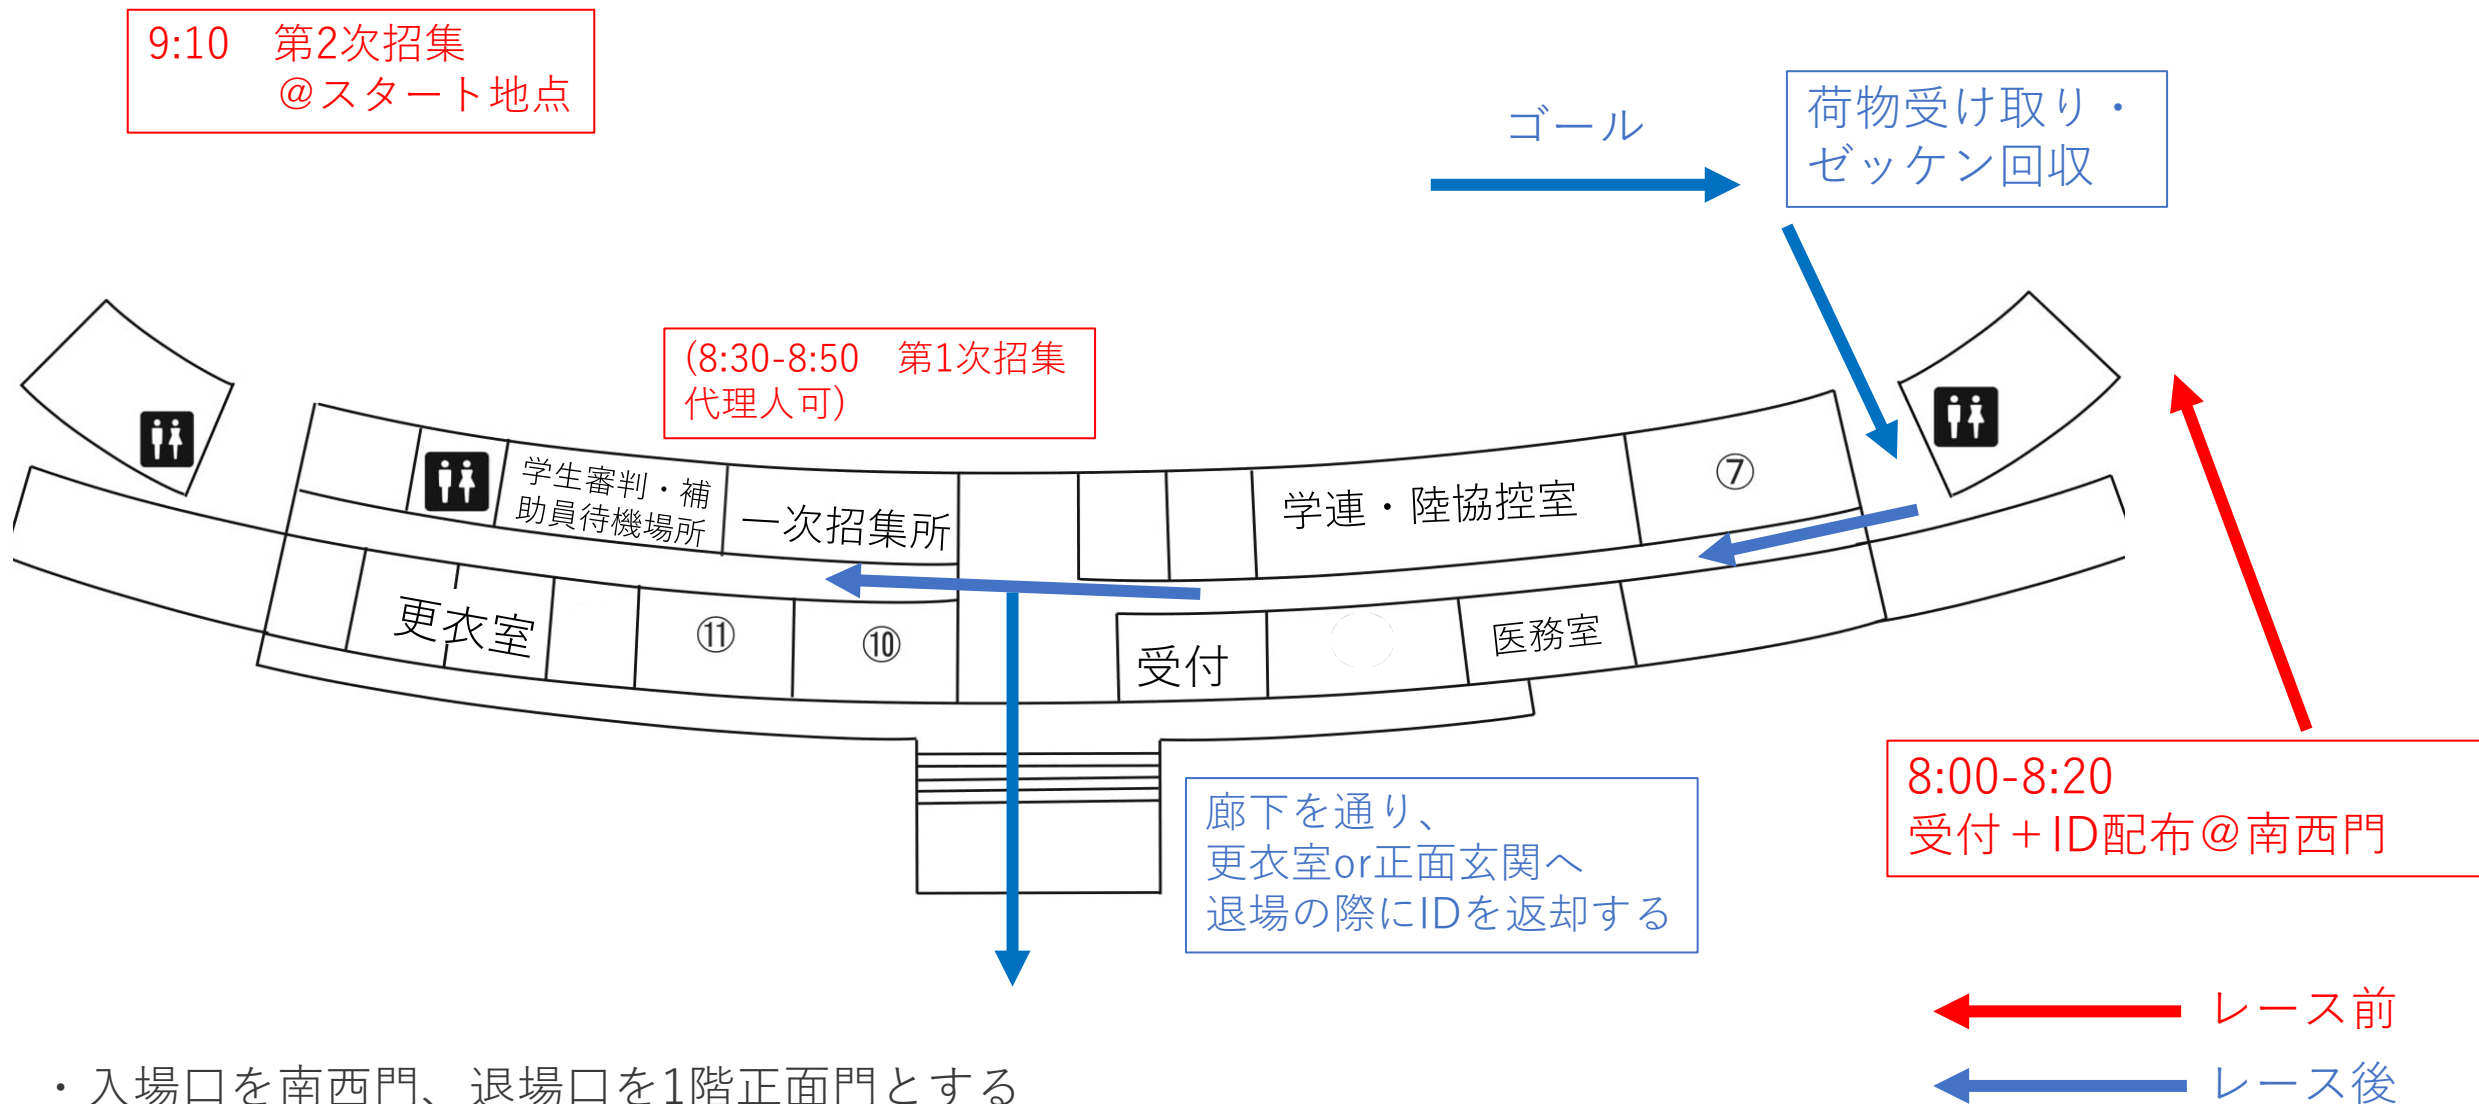 9:10　第2次招集
＠スタート地点
ゴール
荷物受け取り・
ゼッケン回収
(8:30-8:50　第1次招集
代理人可)
学生審判・補
助員待機場所
一次招集所
学連・陸協控室
⑦
更衣室
⑪
⑩
受付
医務室
8:00-8:20
受付＋ID配布＠南西門
廊下を通り、
更衣室or正面玄関へ
退場の際にIDを返却する
レース前
レース後
・入場口を南西門、退場口を1階正面門とする